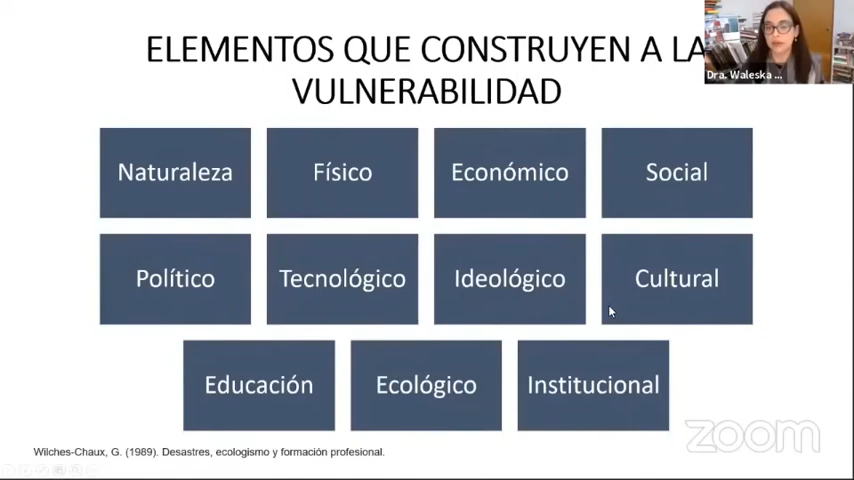 ELEMENTOS QUE CONSTRUYEN A LA
VULNERABILIDAD
Dra. Waleska ...
Naturaleza
Físico
Económico
Social
Político
Tecnológico
Ideológico
Cultural
Educación
Ecológico
Institucional
zoom
Wilches-Chaux, G. (1989). Desastres, ecologismo y formación profesional.